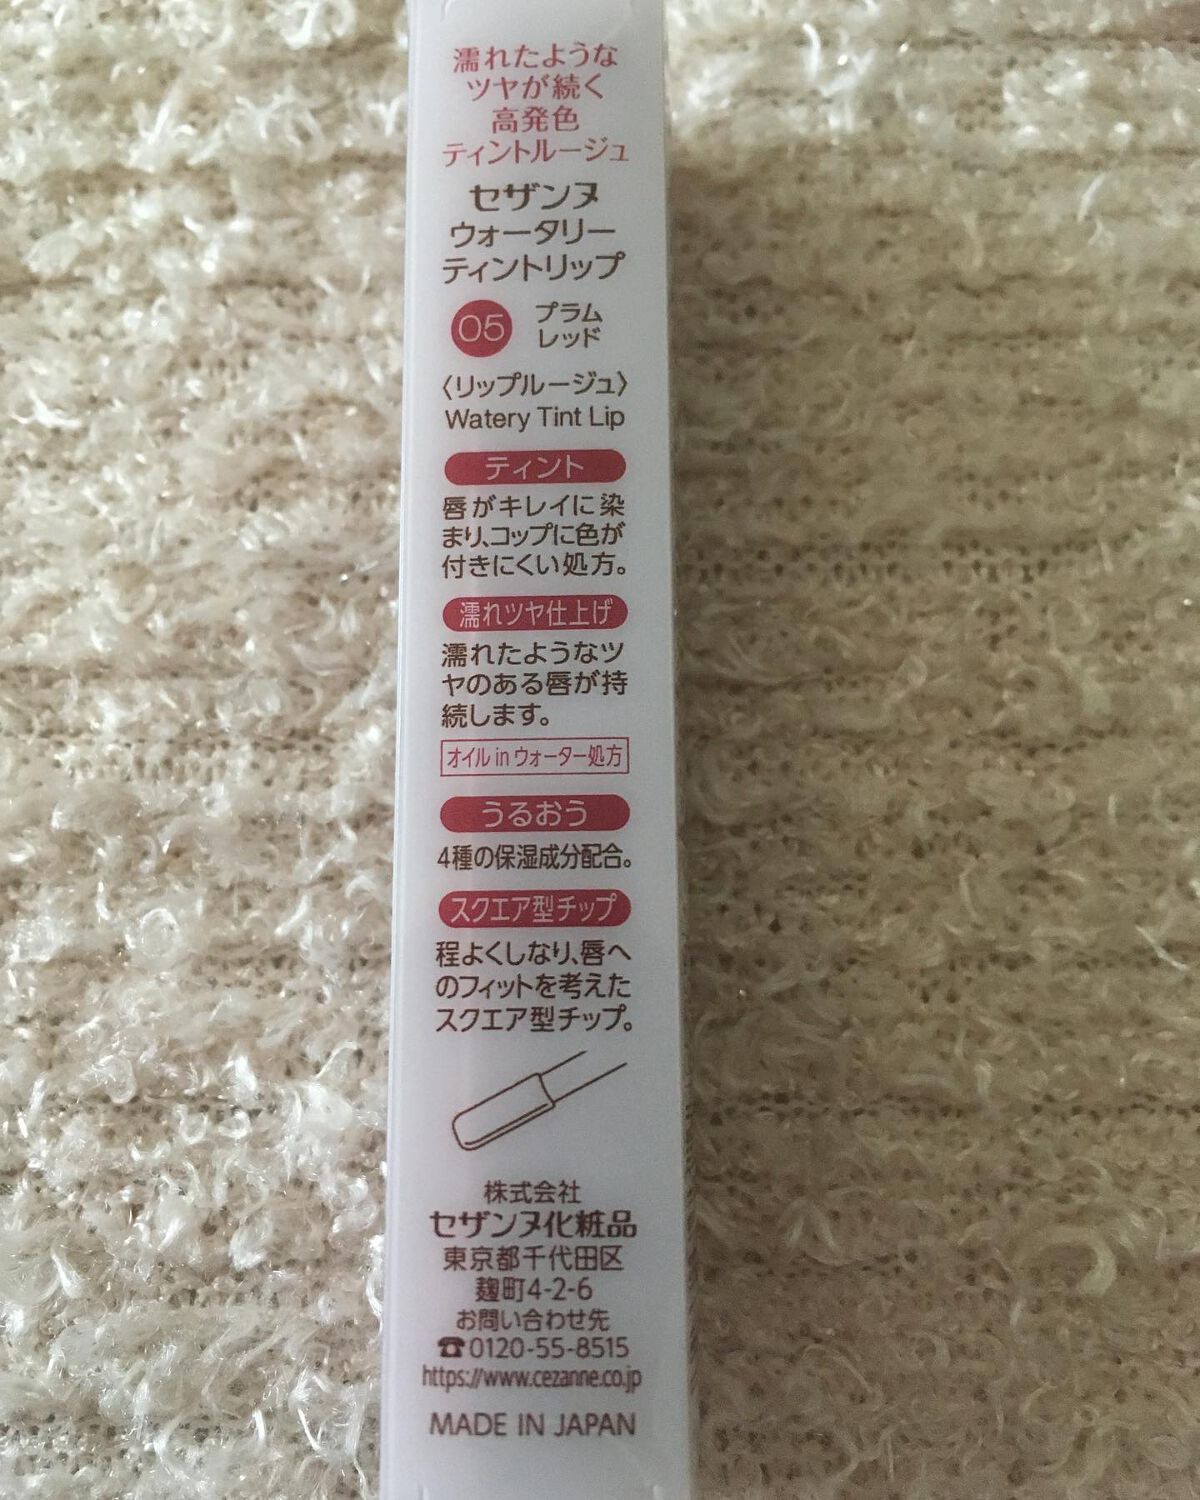 濡れたような
ツヤが続く
高発色
ティントルージュ
セザンヌ
ウォータリー
ティントリップ
05 プラム
レッド
〈リップルージュ〉
Watery Tint Lip
ティント
唇がキレイに染
まり、コップに色が
付きにくい処方。
濡れツヤ仕上げ
濡れたようなツ
ヤのある唇が持
続します。
オイル in ウォーター処方
うるおう
4種の保湿成分配合。
スクエア型チップ
程よくしなり、唇へ
のフィットを考えた
スクエア型チップ。
株式会社
セザンヌ化粧品
東京都千代田区
麹町4-2-6
お問い合わせ先
☎0120-55-8515
https://www.cezanne.co.jp
MADE IN JAPAN